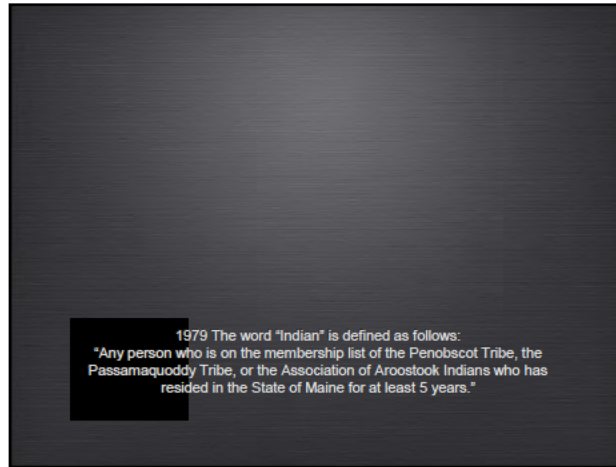 1979 The word “Indian” is defined as follows:
“Any person who is on the membership list of the Penobscot Tribe, the
Passamaquoddy Tribe, or the Association of Aroostook Indians who has
resided in the State of Maine for at least 5 years.”